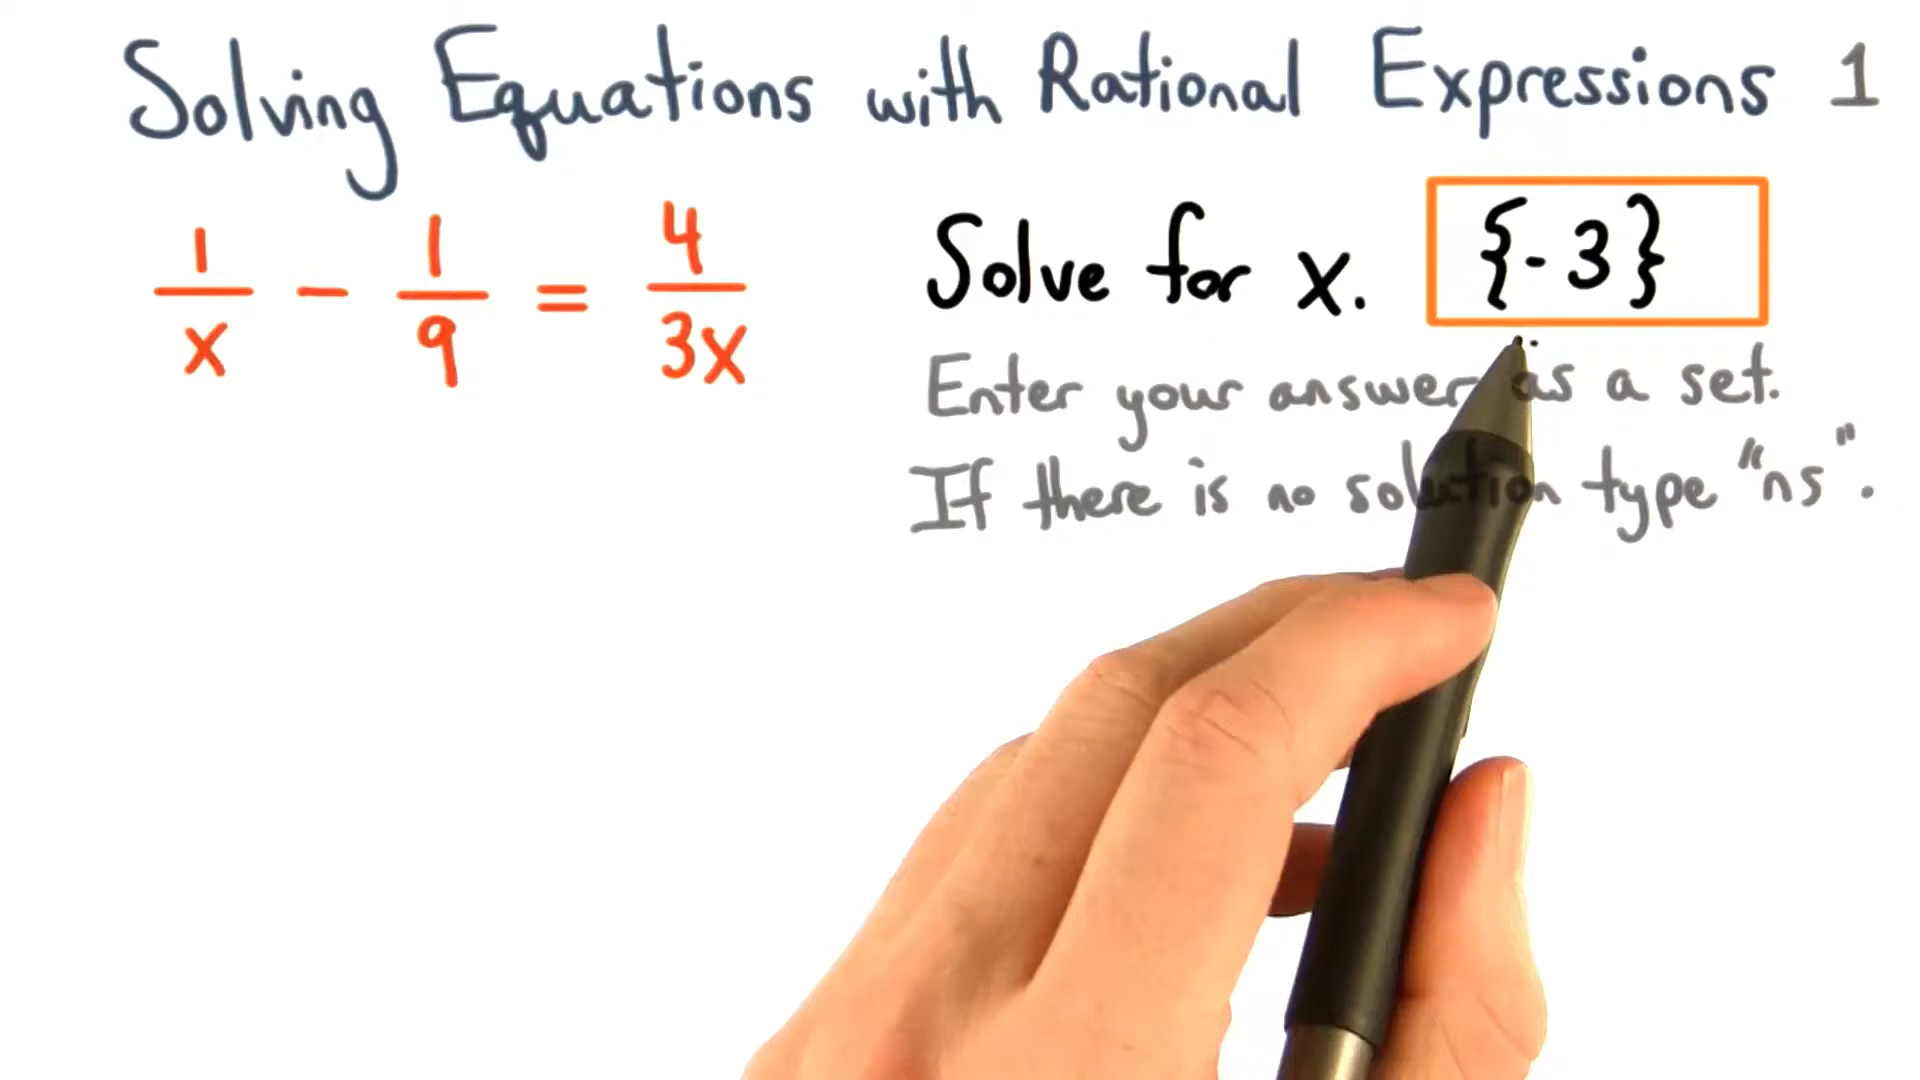 Solving Equations with Rational Expressions 1
1/x - 1/9 = 4/3x
Solve for x. {-3}
Enter your answer as a set.
If there is no solution type "ns".